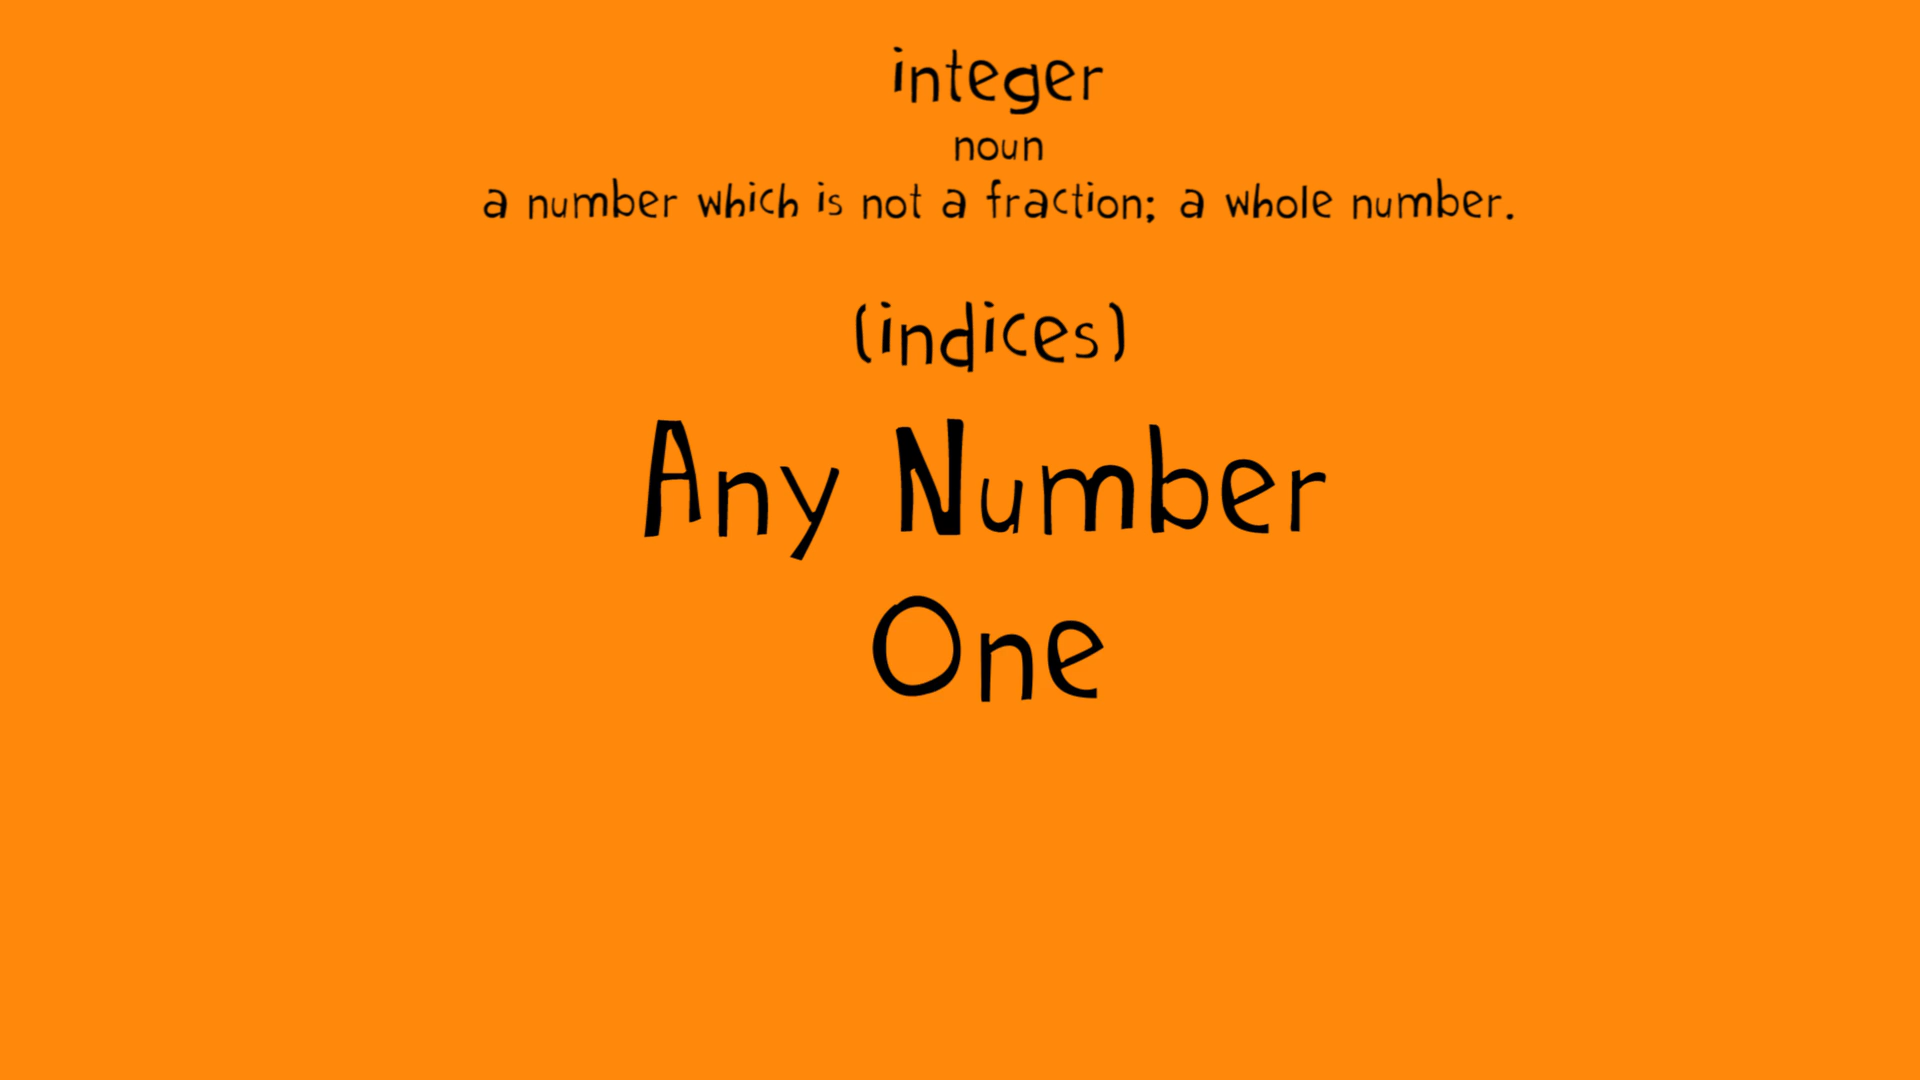 integer
noun
a number which is not a fraction; a whole number.
(indices)
Any Number
One